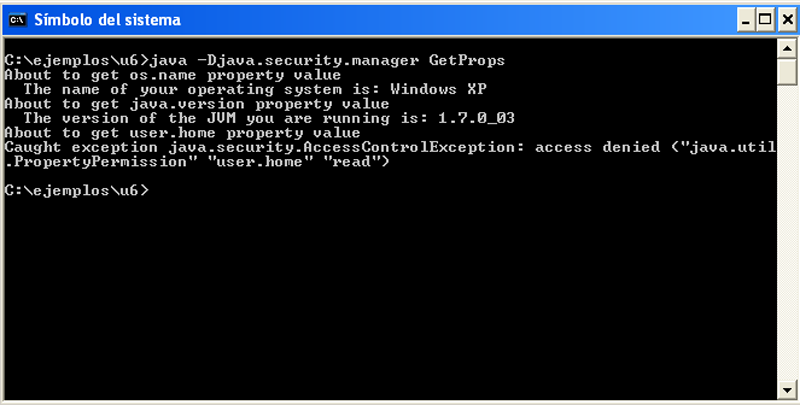 Símbolo del sistema
C:\ejemplos\u6>java -Djava.security.manager GetProps
About to get os.name property value
  The name of your operating system is: Windows XP
About to get java.version property value
  The version of the JVM you are running is: 1.7.0_03
About to get user.home property value
Caught exception java.security.AccessControlException: access denied ("java.util
.PropertyPermission" "user.home" "read")
C:\ejemplos\u6>